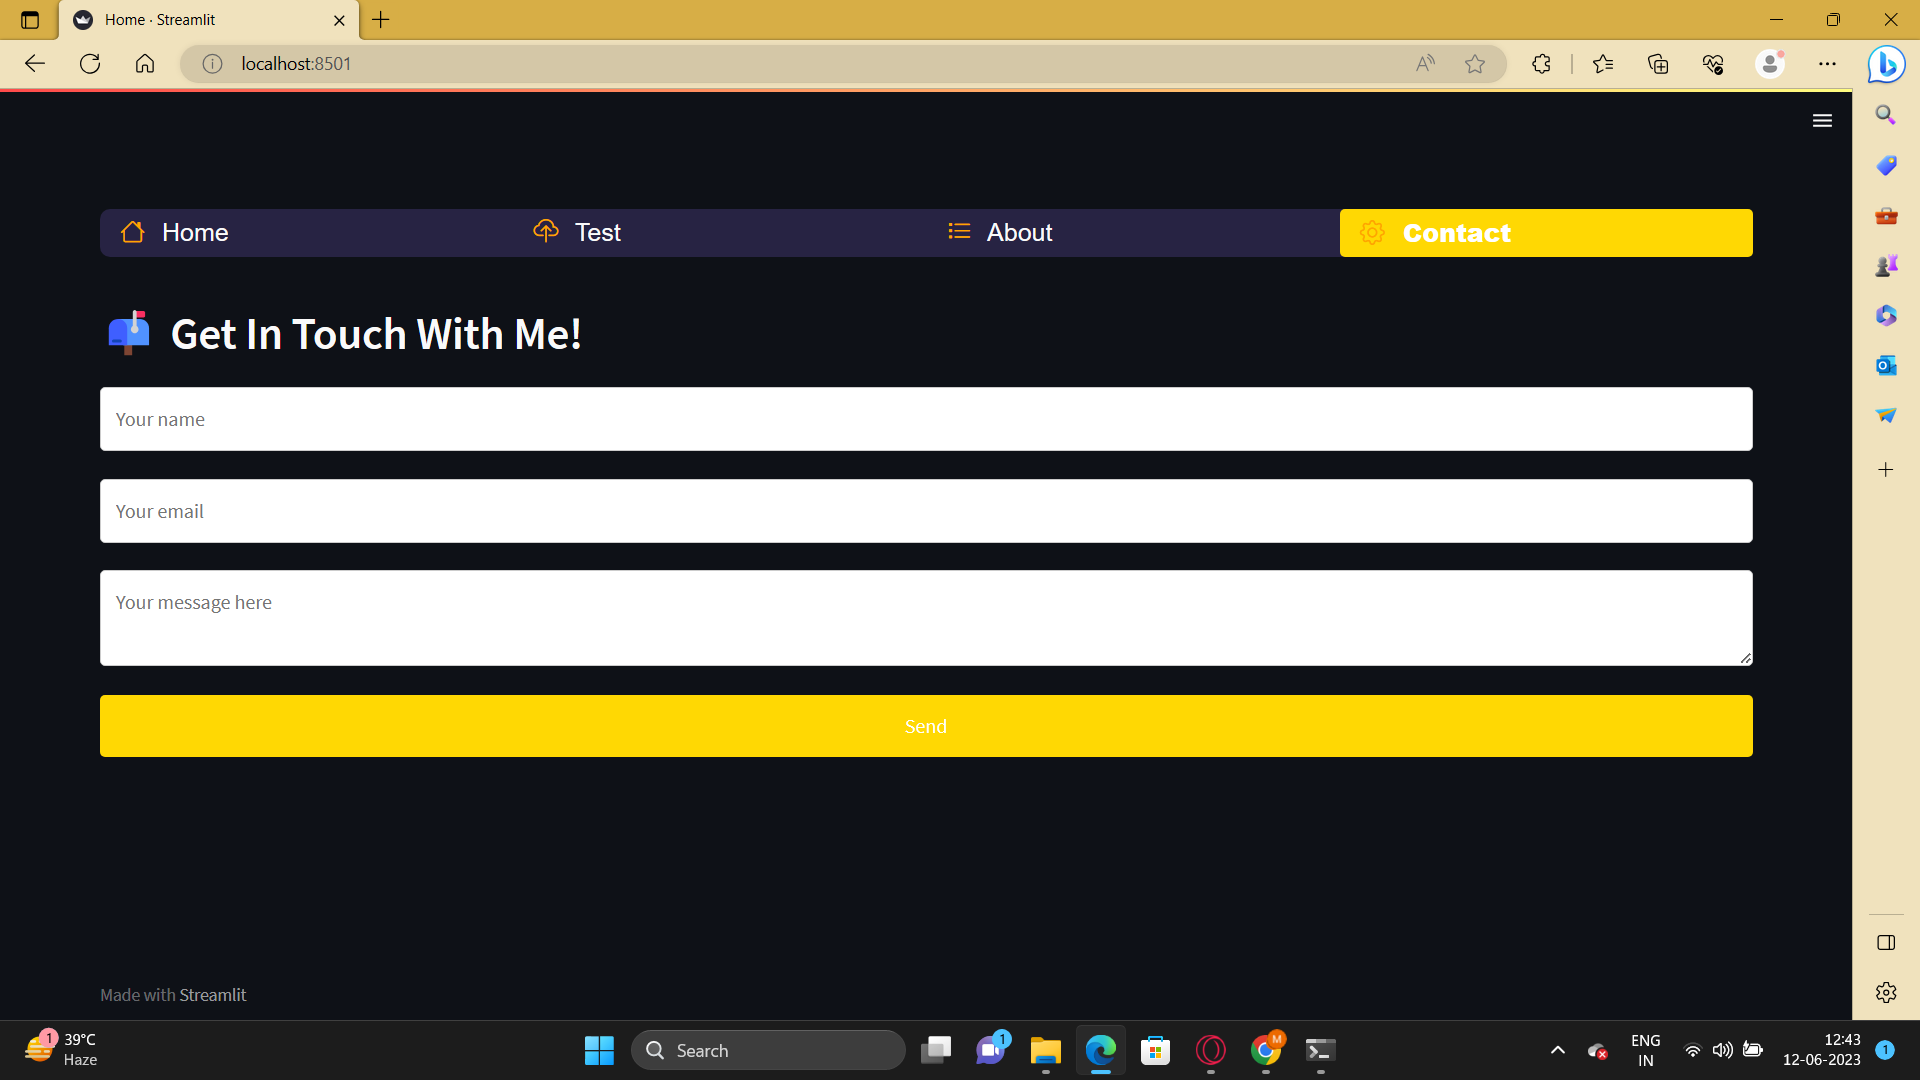 Home · Streamlit
localhost:8501
Home Test About Contact
Get In Touch With Me!
Your name
Your email
Your message here
Send
Made with Streamlit
1 39°C
Haze
Search
1
M
ENG
IN
12:43
12-06-2023
1